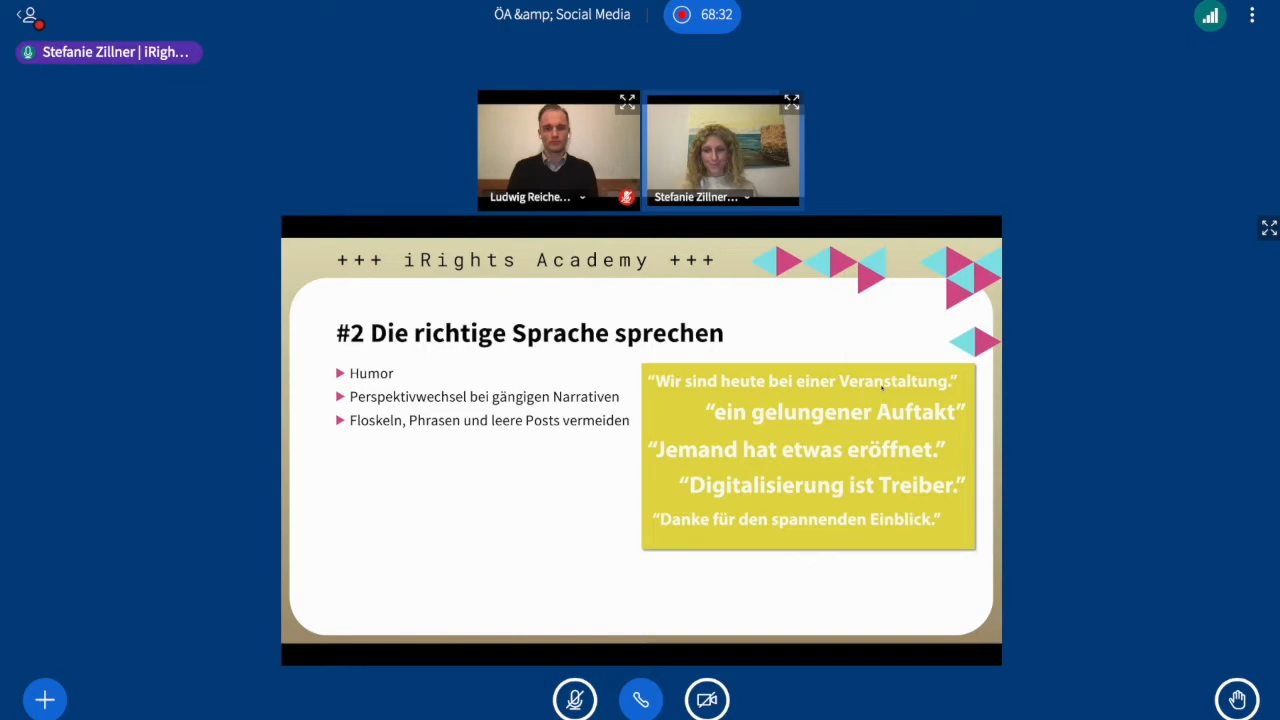 ÖA &amp; Social Media
68:32
Stefanie Zillner | iRigh...
Ludwig Reiche...
Stefanie Zillner...
+++ iRights Academy +++
#2 Die richtige Sprache sprechen
Humor
Perspektivwechsel bei gängigen Narrativen
Floskeln, Phrasen und leere Posts vermeiden
“Wir sind heute bei einer Veranstaltung.”
“ein gelungener Auftakt”
“Jemand hat etwas eröffnet.”
“Digitalisierung ist Treiber.”
“Danke für den spannenden Einblick.”